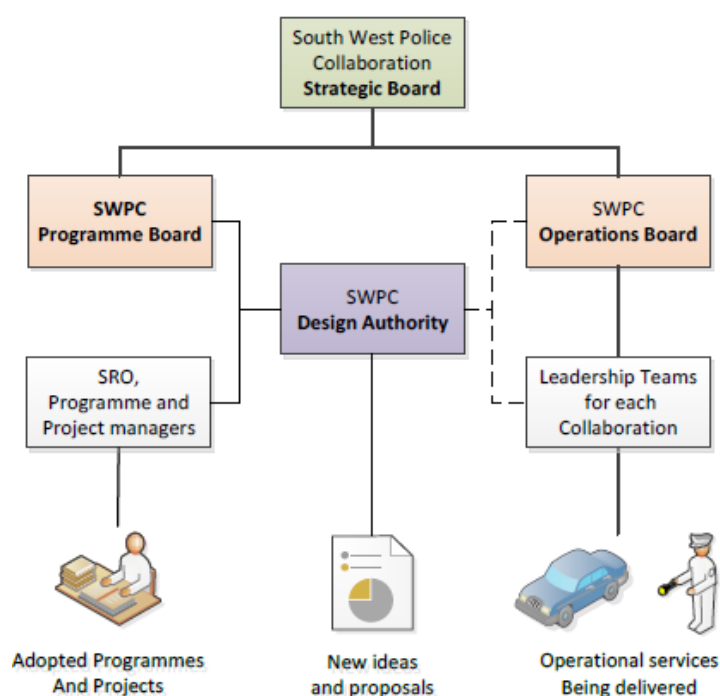 South West Police
Collaboration
Strategic Board
SWPC
Programme Board
SWPC
Operations Board
SWPC
Design Authority
SRO,
Programme and
Project managers
Leadership Teams
for each
Collaboration
Adopted Programmes
And Projects
New ideas
and proposals
Operational services
Being delivered